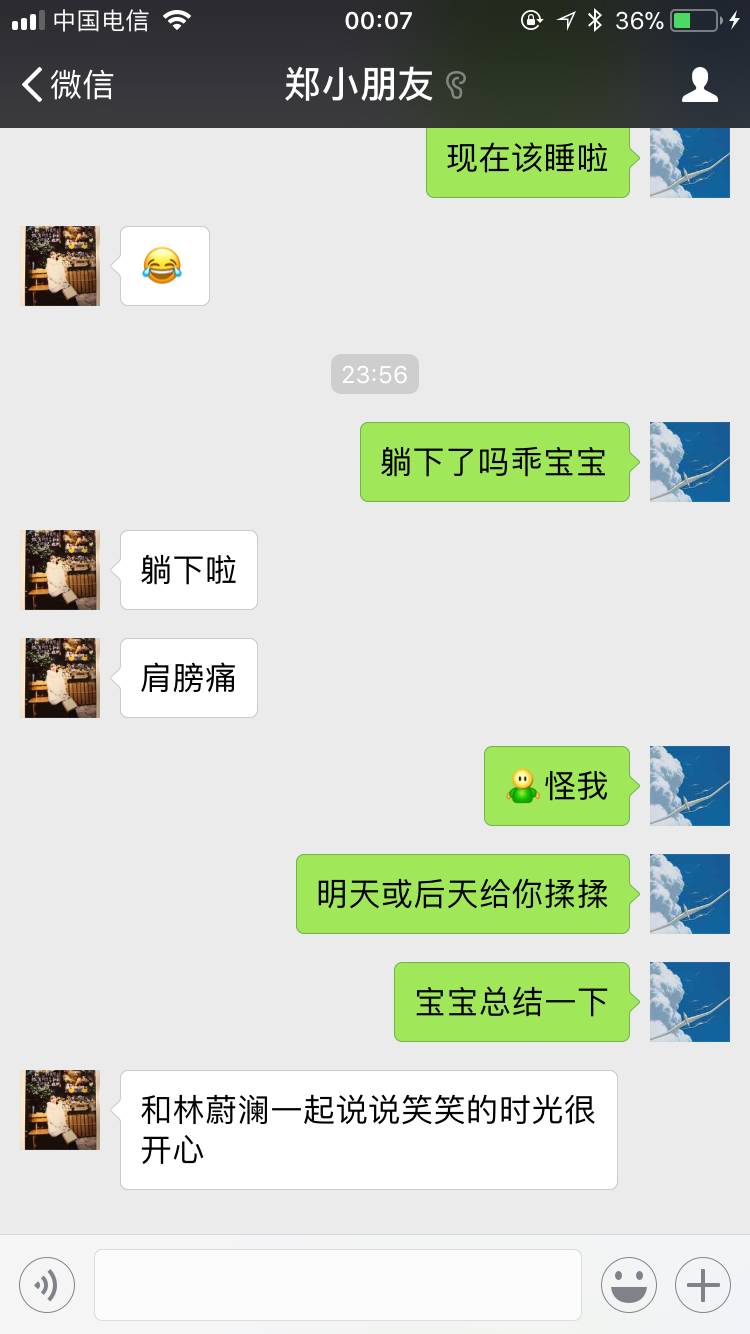 中国电信 00:07 36%
微信 郑小朋友
现在该睡啦
23:56
躺下了吗乖宝宝
躺下啦
肩膀痛
怪我
明天或后天给你揉揉
宝宝总结一下
和林蔚澜一起说说笑笑的时光很
开心